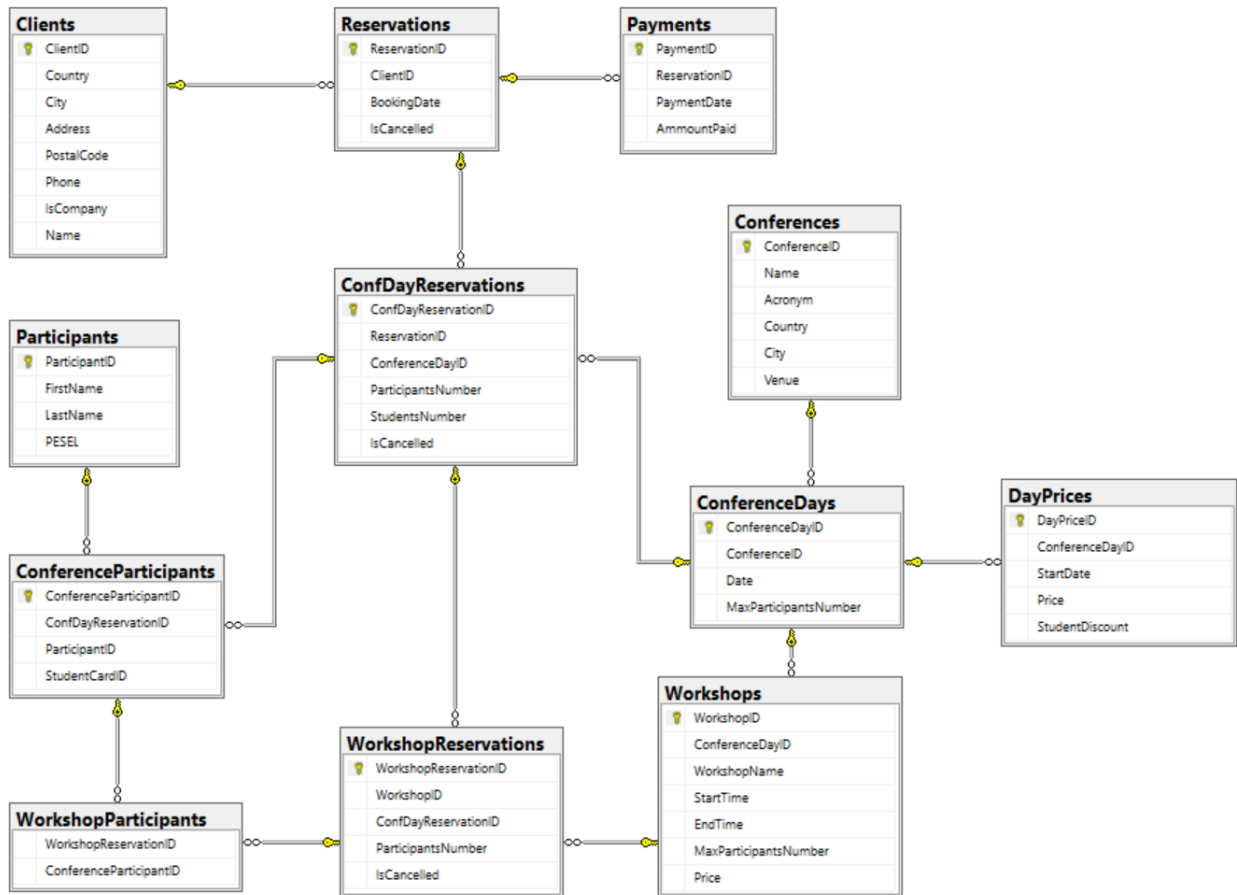 Clients
ClientID
Country
City
Address
PostalCode
Phone
IsCompany
Name
Reservations
ReservationID
ClientID
BookingDate
IsCancelled
Payments
PaymentID
ReservationID
PaymentDate
AmmountPaid
Conferences
ConferenceID
Name
Acronym
Country
City
Venue
ConfDayReservations
ConfDayReservationID
ReservationID
ConferenceDayID
ParticipantsNumber
StudentsNumber
IsCancelled
Participants
ParticipantID
FirstName
LastName
PESEL
ConferenceDays
ConferenceDayID
ConferenceID
Date
MaxParticipantsNumber
DayPrices
DayPriceID
ConferenceDayID
StartDate
Price
StudentDiscount
ConferenceParticipants
ConferenceParticipantID
ConfDayReservationID
ParticipantID
StudentCardID
Workshops
WorkshopID
ConferenceDayID
WorkshopName
StartTime
EndTime
MaxParticipantsNumber
Price
WorkshopReservations
WorkshopReservationID
WorkshopID
ConfDayReservationID
ParticipantsNumber
IsCancelled
WorkshopParticipants
WorkshopReservationID
ConferenceParticipantID